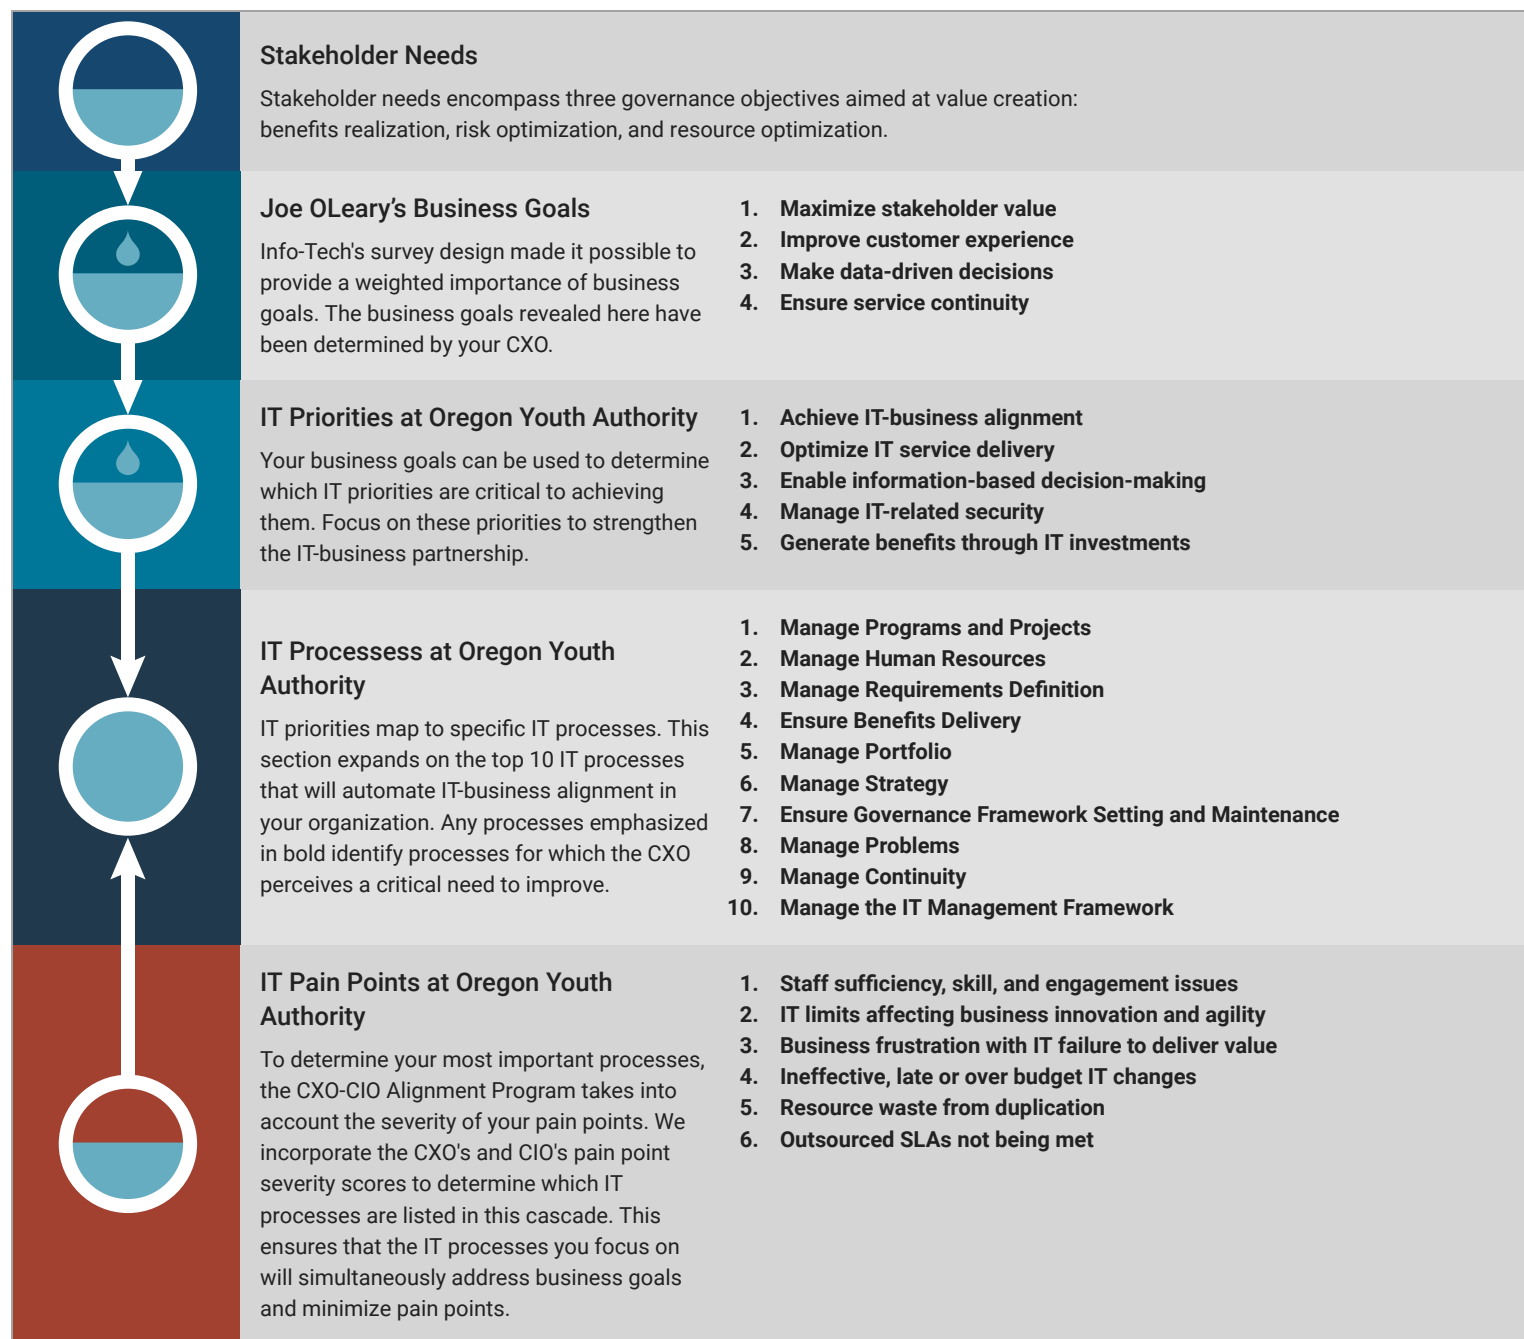 Stakeholder Needs
Stakeholder needs encompass three governance objectives aimed at value creation:
benefits realization, risk optimization, and resource optimization.
Joe OLeary’s Business Goals
Info-Tech's survey design made it possible to
provide a weighted importance of business
goals. The business goals revealed here have
been determined by your CXO.
1. Maximize stakeholder value
2. Improve customer experience
3. Make data-driven decisions
4. Ensure service continuity
IT Priorities at Oregon Youth Authority
Your business goals can be used to determine
which IT priorities are critical to achieving
them. Focus on these priorities to strengthen
the IT-business partnership.
1. Achieve IT-business alignment
2. Optimize IT service delivery
3. Enable information-based decision-making
4. Manage IT-related security
5. Generate benefits through IT investments
IT Processess at Oregon Youth
Authority
IT priorities map to specific IT processes. This
section expands on the top 10 IT processes
that will automate IT-business alignment in
your organization. Any processes emphasized
in bold identify processes for which the CXO
perceives a critical need to improve.
1. Manage Programs and Projects
2. Manage Human Resources
3. Manage Requirements Definition
4. Ensure Benefits Delivery
5. Manage Portfolio
6. Manage Strategy
7. Ensure Governance Framework Setting and Maintenance
8. Manage Problems
9. Manage Continuity
10. Manage the IT Management Framework
IT Pain Points at Oregon Youth
Authority
To determine your most important processes,
the CXO-CIO Alignment Program takes into
account the severity of your pain points. We
incorporate the CXO's and CIO's pain point
severity scores to determine which IT
processes are listed in this cascade. This
ensures that the IT processes you focus on
will simultaneously address business goals
and minimize pain points.
1. Staff sufficiency, skill, and engagement issues
2. IT limits affecting business innovation and agility
3. Business frustration with IT failure to deliver value
4. Ineffective, late or over budget IT changes
5. Resource waste from duplication
6. Outsourced SLAs not being met